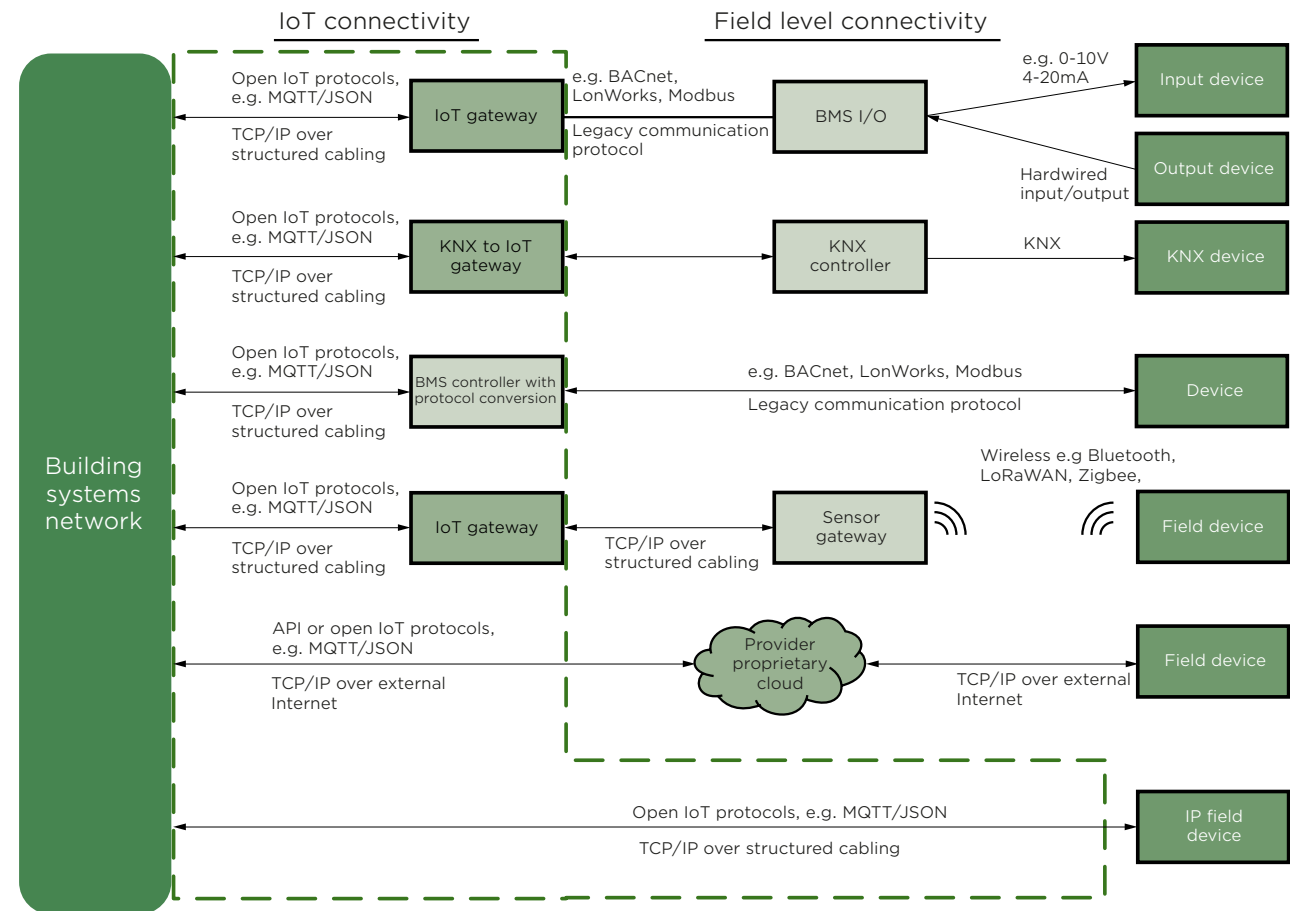 IoT connectivity
Field level connectivity
Building
systems
network
Open IoT protocols,
e.g. MQTT/JSON
TCP/IP over
structured cabling
IoT gateway
e.g. BACnet,
LonWorks, Modbus
Legacy communication
protocol
BMS I/O
e.g. 0-10V
4-20mA
Hardwired
input/output
Input device
Output device
Open IoT protocols,
e.g. MQTT/JSON
TCP/IP over
structured cabling
KNX to IoT
gateway
KNX
controller
KNX
KNX device
Open IoT protocols,
e.g. MQTT/JSON
TCP/IP over
structured cabling
BMS controller with
protocol conversion
e.g. BACnet, LonWorks, Modbus
Legacy communication protocol
Device
Open IoT protocols,
e.g. MQTT/JSON
TCP/IP over
structured cabling
IoT gateway
TCP/IP over
structured cabling
Sensor
gateway
Wireless e.g Bluetooth,
LoRaWAN, Zigbee,
Field device
API or open IoT protocols,
e.g. MQTT/JSON
TCP/IP over external
Internet
Provider
proprietary
cloud
TCP/IP over external
Internet
Field device
Open IoT protocols, e.g. MQTT/JSON
TCP/IP over structured cabling
IP field
device